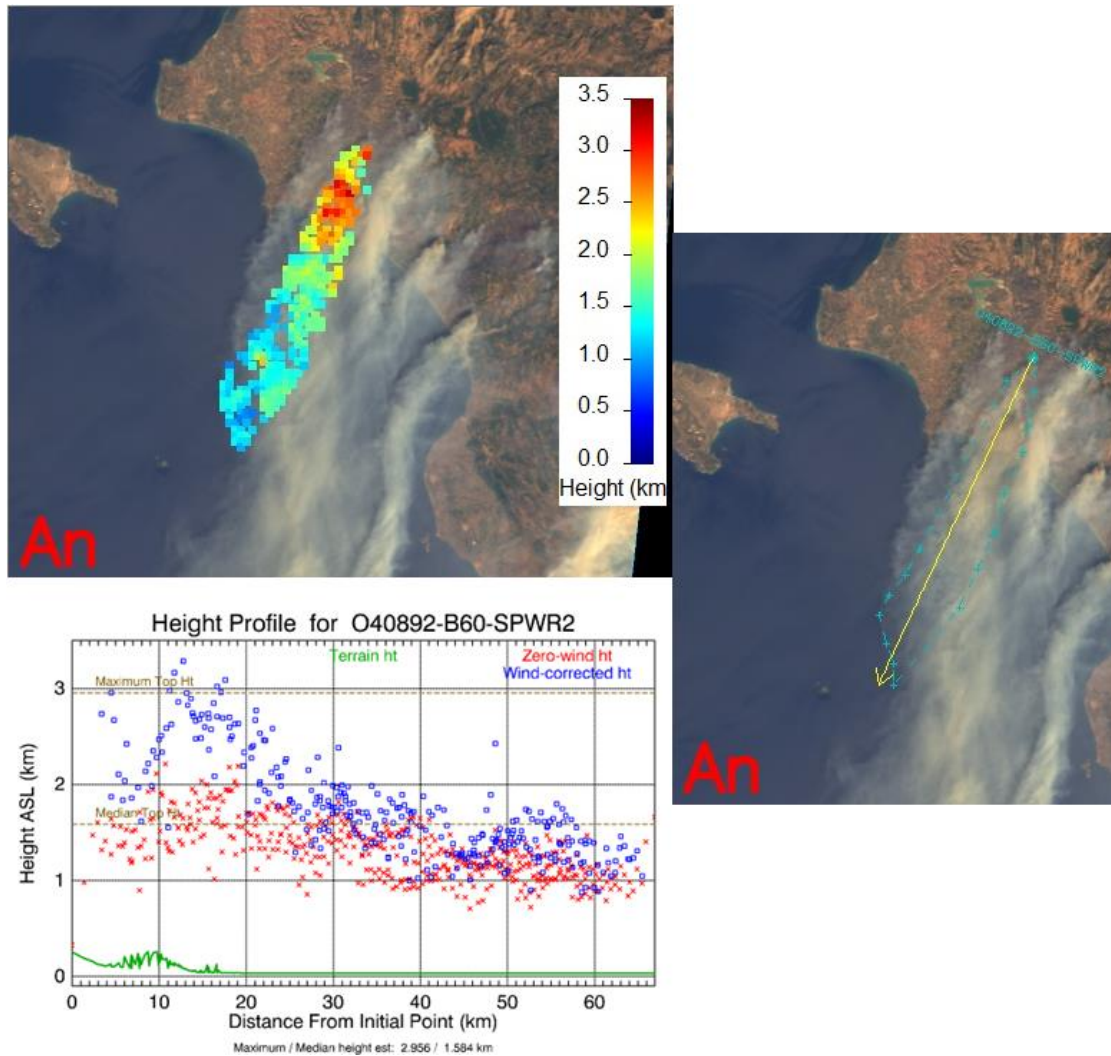 3.5
3.0
2.5
2.0
1.5
1.0
0.5
0.0
Height (km
An
O40892-B60-SPWR2
An
Height Profile for O40892-B60-SPWR2
Terrain ht
Zero-wind ht
Wind-corrected ht
Maximum Top Ht
Median Top Ht
Height ASL (km)
3
2
1
0
0 10 20 30 40 50 60
Distance From Initial Point (km)
Maximum / Median height est: 2.956 / 1.584 km